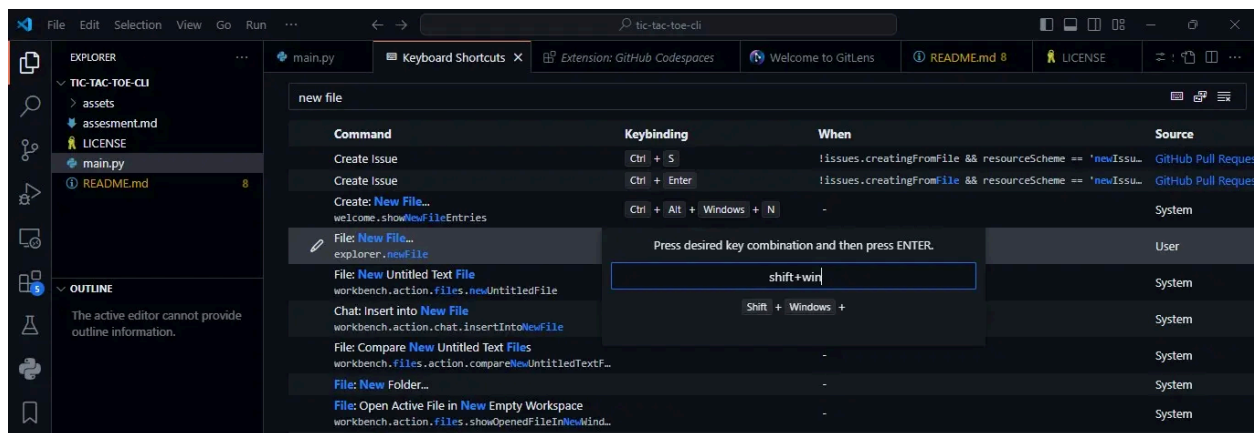 File Edit Selection View Go Run ... tic-tac-toe-cli
EXPLORER ...
TIC-TAC-TOE-CLI
assets
assesment.md
LICENSE
main.py
README.md 8
OUTLINE
The active editor cannot provide
outline information.
5
main.py Keyboard Shortcuts Extension: GitHub Codespaces Welcome to GitLens README.md 8 LICENSE ...
new file
Command Keybinding When Source
Create Issue Ctrl + S !issues.creatingFromFile && resourceScheme == 'newIssu... GitHub Pull Reques
Create Issue Ctrl + Enter !issues.creatingFromFile && resourceScheme == 'newIssu... GitHub Pull Reques
Create: New File...
welcome.showNewFileEntries Ctrl + Alt + Windows + N - System
File: New File...
explorer.newFile User
Press desired key combination and then press ENTER.
shift+win
Shift + Windows +
File: New Untitled Text File
workbench.action.files.newUntitledFile System
Chat: Insert into New File
workbench.action.chat.insertIntoNewFile System
File: Compare New Untitled Text Files
workbench.files.action.compareNewUntitledTextF... - System
File: New Folder... - System
File: Open Active File in New Empty Workspace
workbench.action.files.showOpenedFileInNewWind... - System